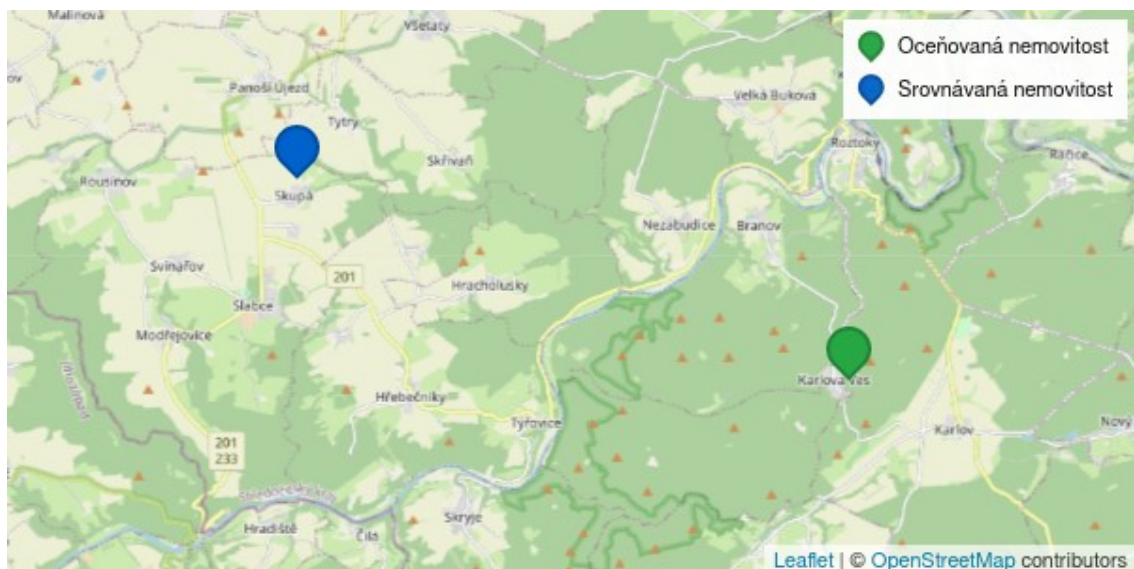 Malinová
Všetaty
Oceňovaná nemovitost
Srovnávaná nemovitost
Panoší Újezd
Velká Buková
Tytry
Skřivaň
Roztoky
Račice
Rousínov
Skupá
Nezabudice
Branov
Svinařov
201
Slabce
Hracholusky
Modřejovice
Karlova Ves
Hřebečníky
Týřovice
Karlov
Nový
201
233
Skryje
Hradiště
Čilá
Leaflet | © OpenStreetMap contributors